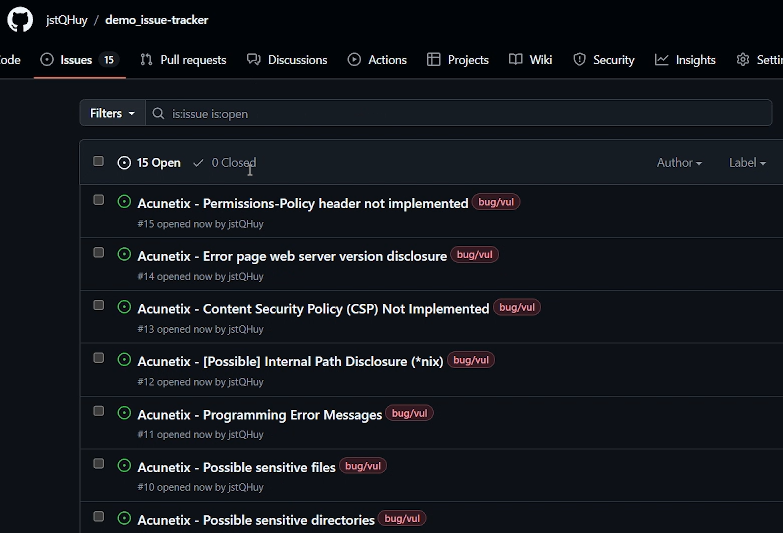 jstQHuy / demo_issue-tracker
ode Issues 15 Pull requests Discussions Actions Projects Wiki Security Insights Settin
Filters is:issue is:open
15 Open 0 Closed Author Label
Acunetix - Permissions-Policy header not implemented bug/vul
#15 opened now by jstQHuy
Acunetix - Error page web server version disclosure bug/vul
#14 opened now by jstQHuy
Acunetix - Content Security Policy (CSP) Not Implemented bug/vul
#13 opened now by jstQHuy
Acunetix - [Possible] Internal Path Disclosure (*nix) bug/vul
#12 opened now by jstQHuy
Acunetix - Programming Error Messages bug/vul
#11 opened now by jstQHuy
Acunetix - Possible sensitive files bug/vul
#10 opened now by jstQHuy
Acunetix - Possible sensitive directories bug/vul